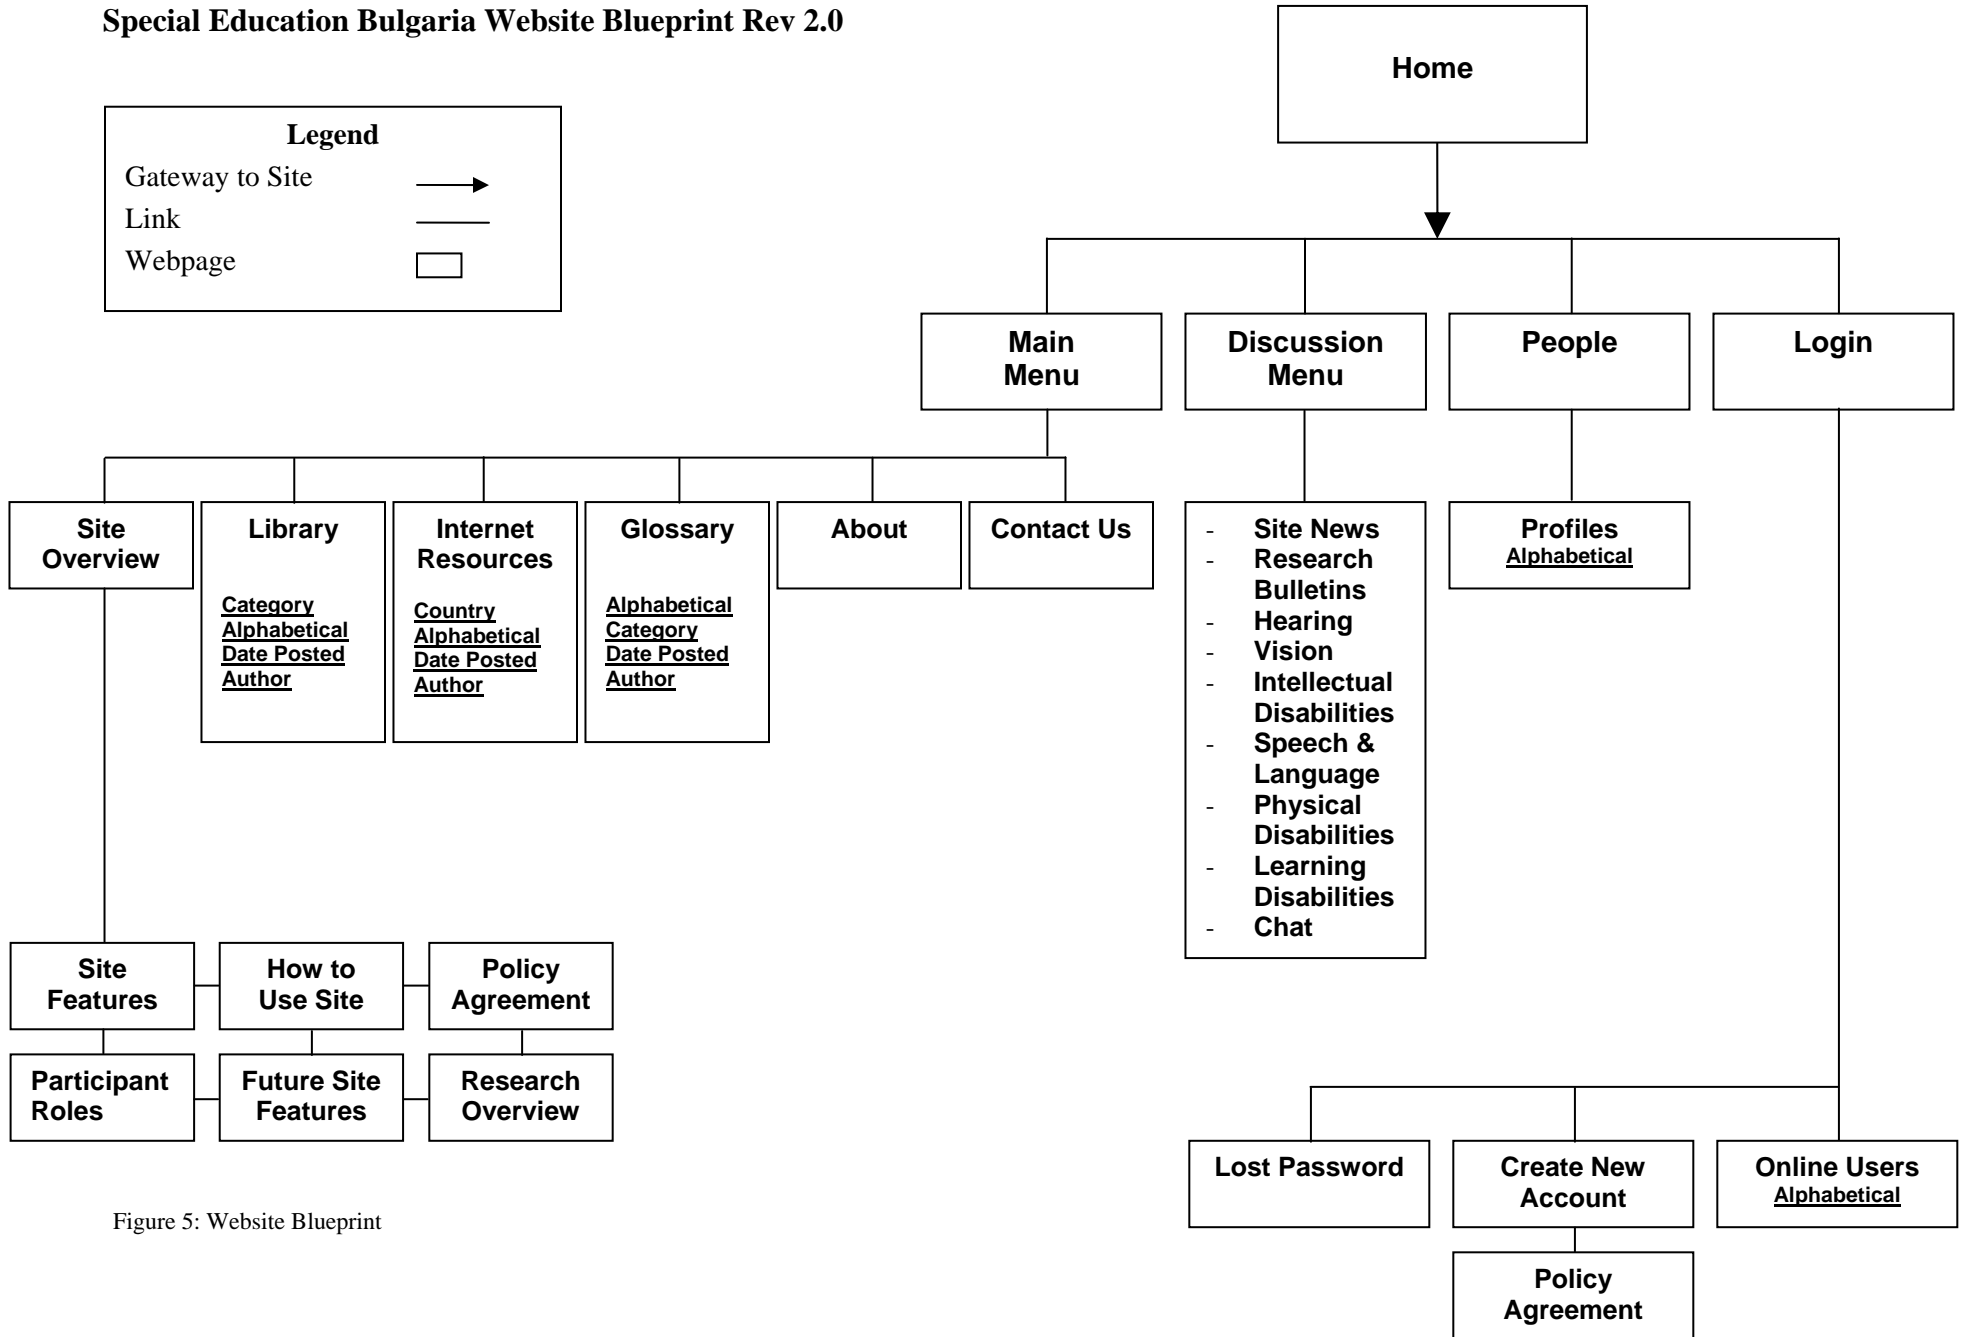 Special Education Bulgaria Website Blueprint Rev 2.0
Home
Legend
Gateway to Site
Link
Webpage
Main
Menu
Discussion
Menu
People
Login
Site
Overview
Library
Category
Alphabetical
Date Posted
Author
Internet
Resources
Country
Alphabetical
Date Posted
Author
Glossary
Alphabetical
Category
Date Posted
Author
About
Contact Us
- Site News
- Research
Bulletins
- Hearing
- Vision
- Intellectual
Disabilities
- Speech &
Language
- Physical
Disabilities
- Learning
Disabilities
- Chat
Profiles
Alphabetical
Site
Features
How to
Use Site
Policy
Agreement
Participant
Roles
Future Site
Features
Research
Overview
Lost Password
Create New
Account
Online Users
Alphabetical
Policy
Agreement
Figure 5: Website Blueprint